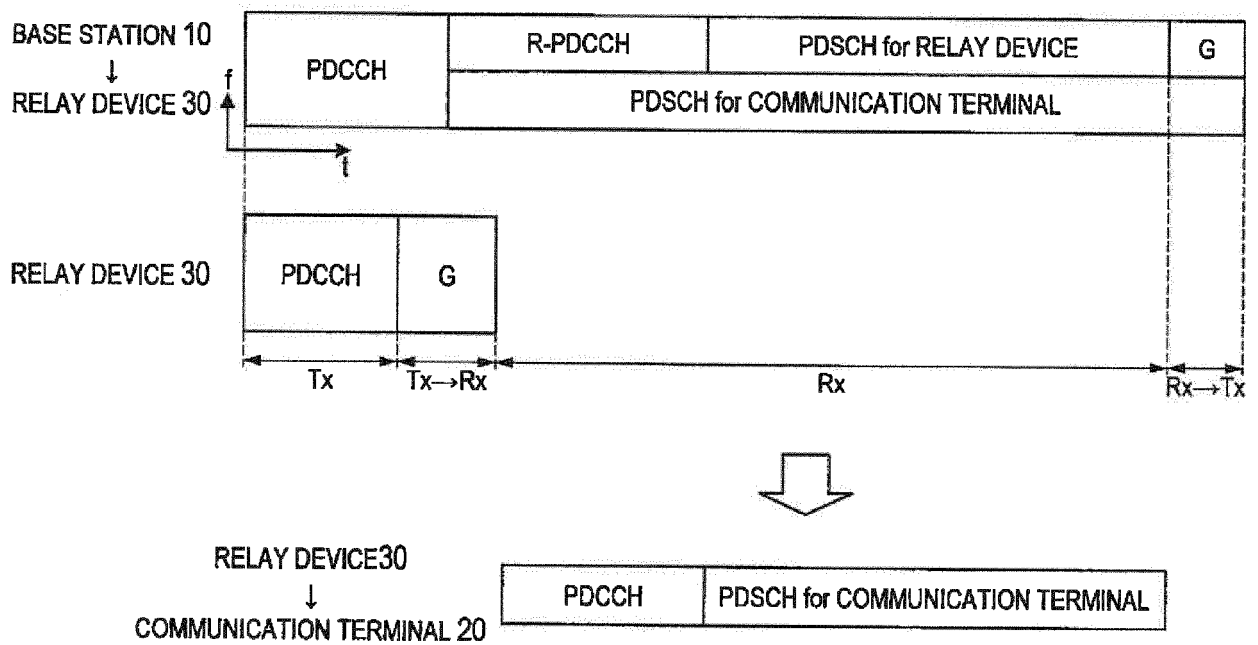 BASE STATION 10
↓
RELAY DEVICE 30
f
t
PDCCH
R-PDCCH
PDSCH for RELAY DEVICE
G
PDSCH for COMMUNICATION TERMINAL
RELAY DEVICE 30
PDCCH
G
Tx
Tx→Rx
Rx
Rx→Tx
RELAY DEVICE30
↓
COMMUNICATION TERMINAL 20
PDCCH
PDSCH for COMMUNICATION TERMINAL